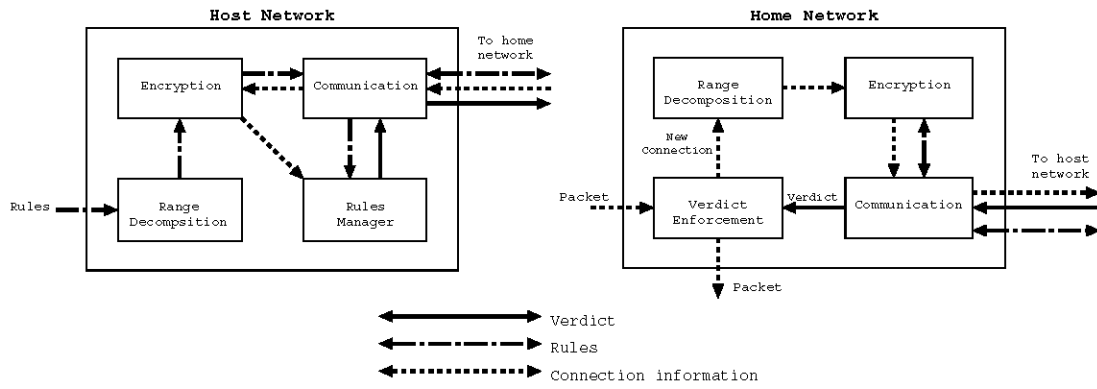 Host Network
To home
network
Encryption
Communication
Rules
Range
Decompsition
Rules
Manager
Home Network
Range
Decomposition
Encryption
New
Connection
To host
network
Packet
Verdict
Enforcement
Verdict
Communication
Packet
Verdict
Rules
Connection information